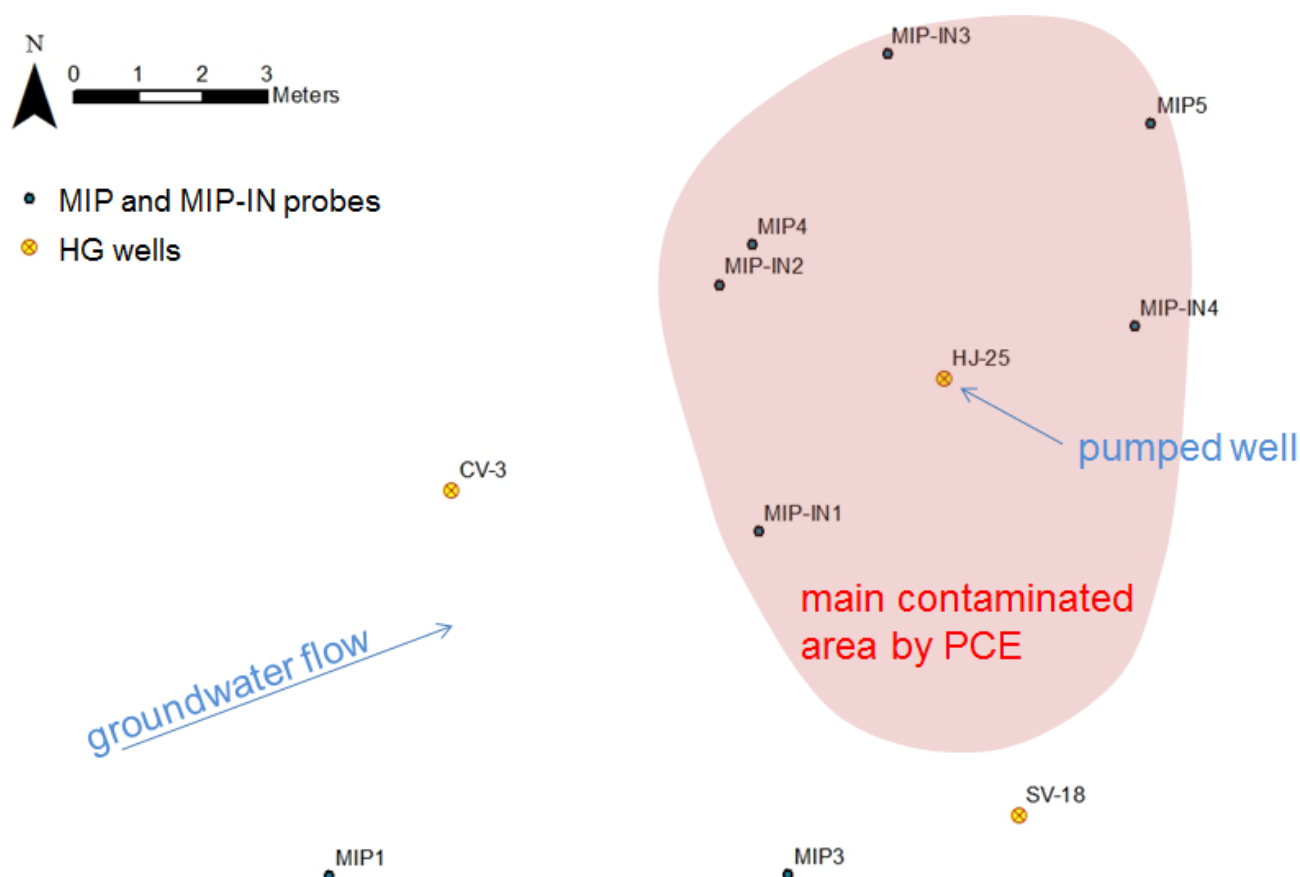 N
0 1 2 3
Meters
MIP and MIP-IN probes
HG wells
MIP-IN3
MIP5
MIP4
MIP-IN2
MIP-IN4
HJ-25
pumped well
CV-3
MIP-IN1
main contaminated
area by PCE
groundwater flow
SV-18
MIP1
MIP3